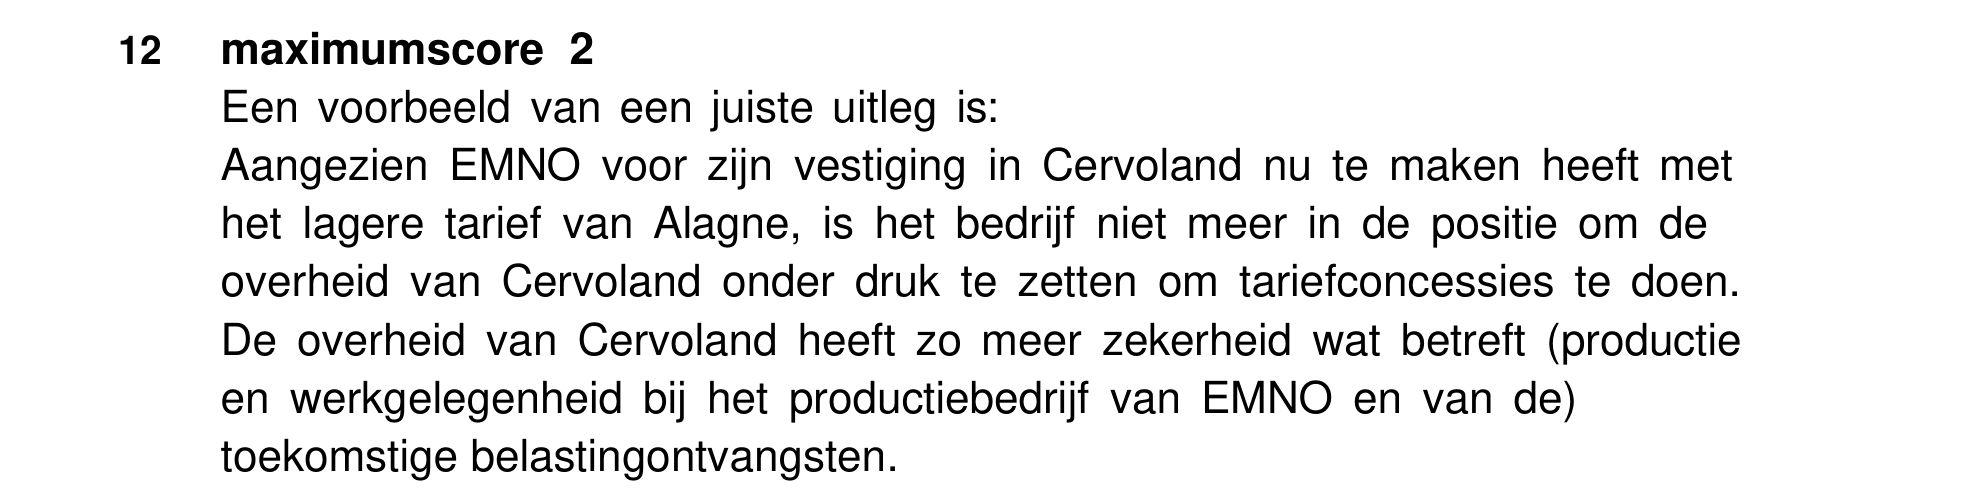 12 maximumscore 2
Een voorbeeld van een juiste uitleg is:
Aangezien EMNO voor zijn vestiging in Cervoland nu te maken heeft met
het lagere tarief van Alagne, is het bedrijf niet meer in de positie om de
overheid van Cervoland onder druk te zetten om tariefconcessies te doen.
De overheid van Cervoland heeft zo meer zekerheid wat betreft (productie
en werkgelegenheid bij het productiebedrijf van EMNO en van de)
toekomstige belastingontvangsten.